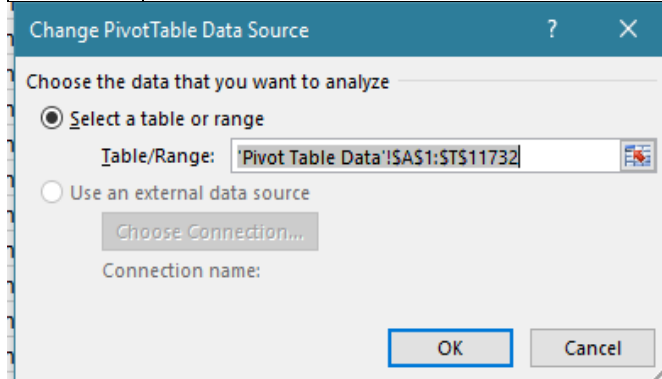 Change PivotTable Data Source
Choose the data that you want to analyze
Select a table or range
Table/Range: 'Pivot Table Data'!$A$1:$T$11732
Use an external data source
Choose Connection...
Connection name:
OK Cancel